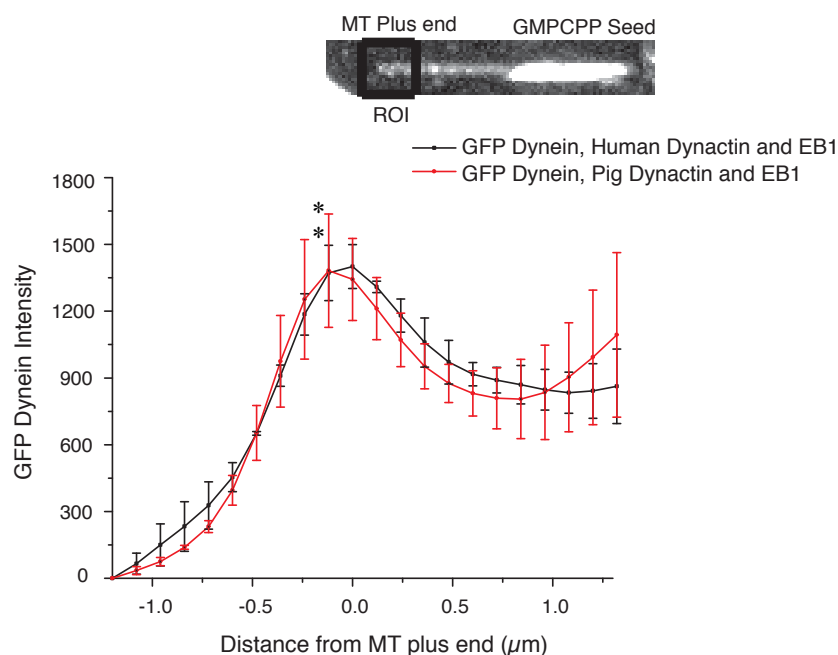 MT Plus end GMPCPP Seed
ROI
GFP Dynein, Human Dynactin and EB1
GFP Dynein, Pig Dynactin and EB1
GFP Dynein Intensity
1800
1500
1200
900
600
300
0
*
*
-1.0 -0.5 0.0 0.5 1.0
Distance from MT plus end (µm)